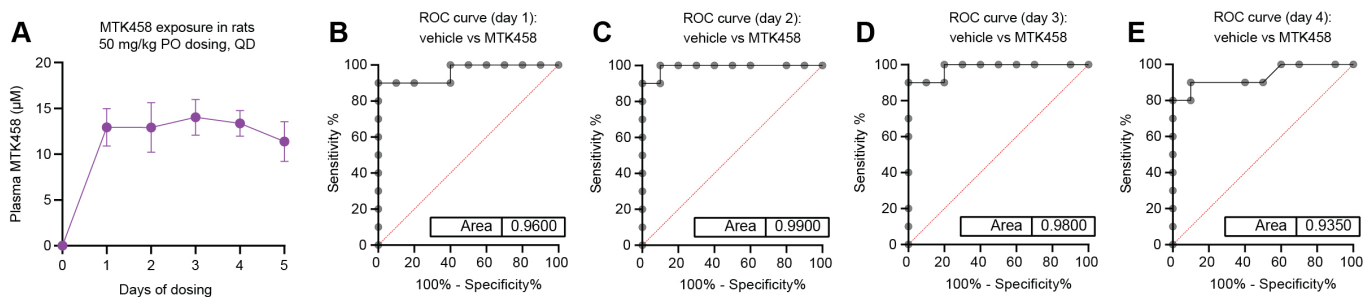 A
MTK458 exposure in rats
50 mg/kg PO dosing, QD
Plasma MTK458 (µM)
20
15
10
5
0
0 1 2 3 4 5
Days of dosing
B
ROC curve (day 1):
vehicle vs MTK458
Sensitivity %
100
80
60
40
20
0
Area 0.9600
0 20 40 60 80 100
100% - Specificity%
C
ROC curve (day 2):
vehicle vs MTK458
Sensitivity %
100
80
60
40
20
0
Area 0.9900
0 20 40 60 80 100
100% - Specificity%
D
ROC curve (day 3):
vehicle vs MTK458
Sensitivity %
100
80
60
40
20
0
Area 0.9800
0 20 40 60 80 100
100% - Specificity%
E
ROC curve (day 4):
vehicle vs MTK458
Sensitivity %
100
80
60
40
20
0
Area 0.9350
0 20 40 60 80 100
100% - Specificity%